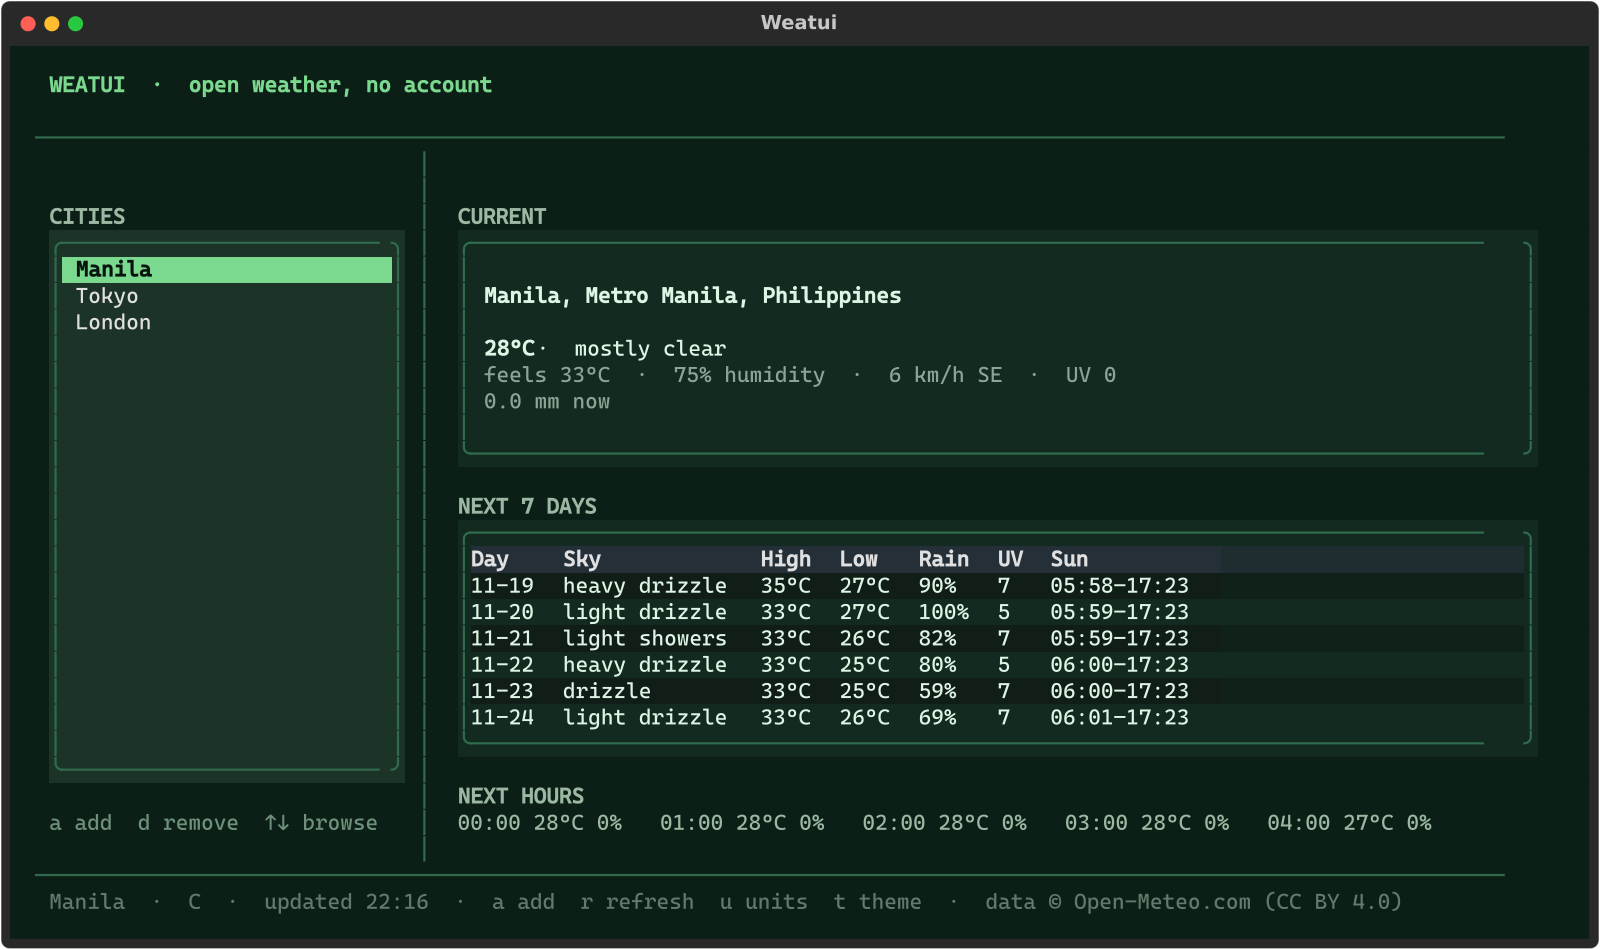 Weatui
WEATUI · open weather, no account
CITIES
Manila
Tokyo
London
a add d remove ↑↓ browse
CURRENT
Manila, Metro Manila, Philippines
28°C· mostly clear
feels 33°C · 75% humidity · 6 km/h SE · UV 0
0.0 mm now
NEXT 7 DAYS
Day Sky High Low Rain UV Sun
11-19 heavy drizzle 35°C 27°C 90% 7 05:58–17:23
11-20 light drizzle 33°C 27°C 100% 5 05:59–17:23
11-21 light showers 33°C 26°C 82% 7 05:59–17:23
11-22 heavy drizzle 33°C 25°C 80% 5 06:00–17:23
11-23 drizzle 33°C 25°C 59% 7 06:00–17:23
11-24 light drizzle 33°C 26°C 69% 7 06:01–17:23
NEXT HOURS
00:00 28°C 0% 01:00 28°C 0% 02:00 28°C 0% 03:00 28°C 0% 04:00 27°C 0%
Manila · C · updated 22:16 · a add r refresh u units t theme · data © Open-Meteo.com (CC BY 4.0)